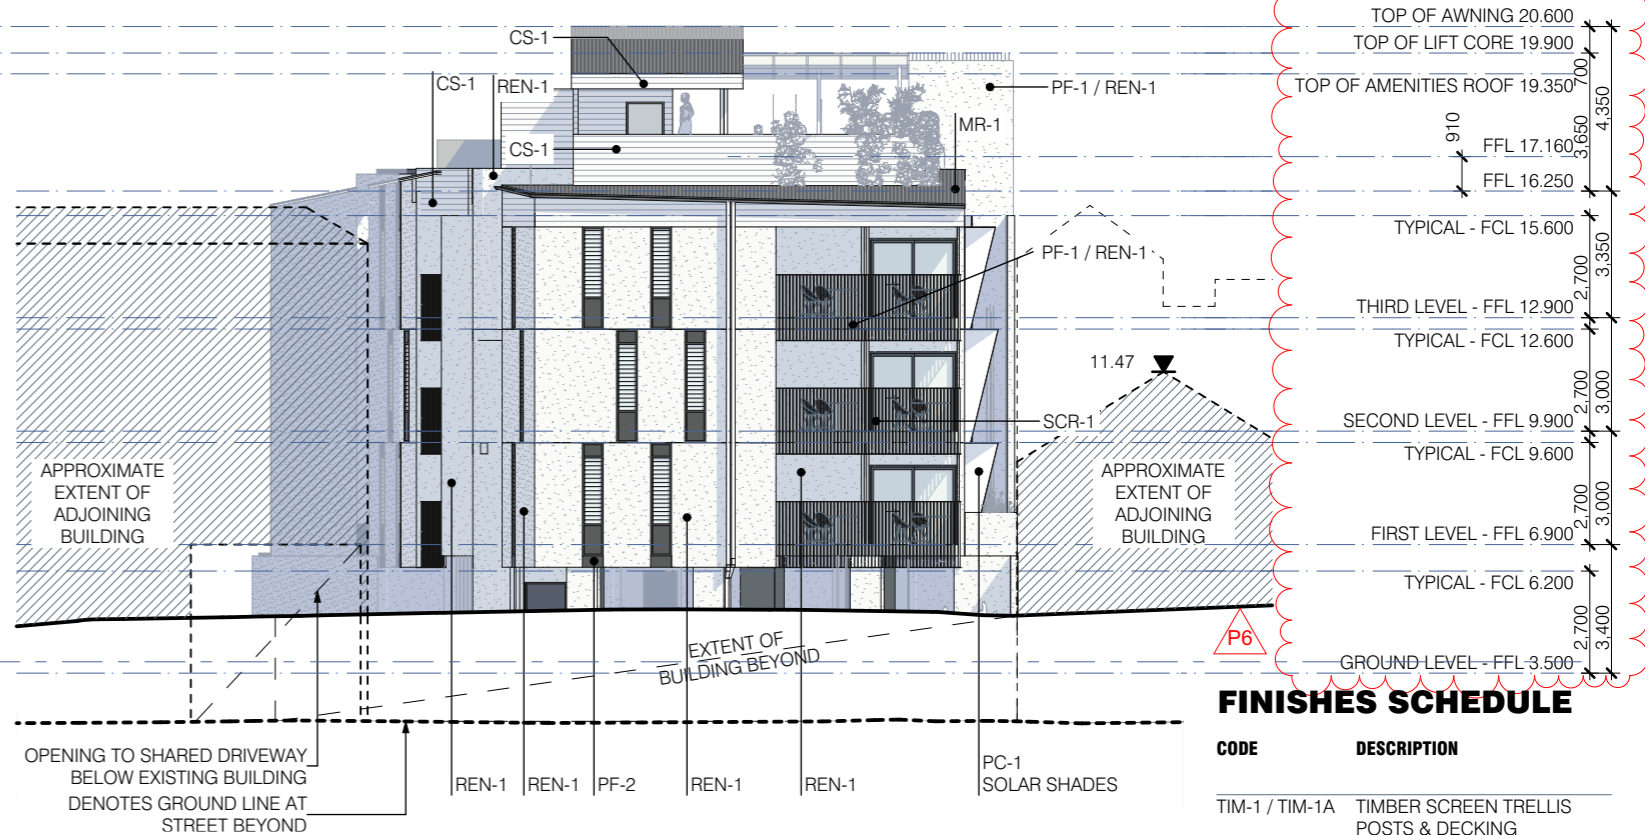 TOP OF AWNING 20.600
TOP OF LIFT CORE 19.900
TOP OF AMENITIES ROOF 19.350
FFL 17.160
FFL 16.250
TYPICAL - FCL 15.600
THIRD LEVEL - FFL 12.900
TYPICAL - FCL 12.600
SECOND LEVEL - FFL 9.900
TYPICAL - FCL 9.600
FIRST LEVEL - FFL 6.900
TYPICAL - FCL 6.200
GROUND LEVEL - FFL 3.500
700
3,650
4,350
910
2,700
3,350
2,700
3,000
2,700
3,000
2,700
3,400
P6
CS-1
CS-1
REN-1
CS-1
PF-1 / REN-1
MR-1
PF-1 / REN-1
11.47
SCR-1
APPROXIMATE
EXTENT OF
ADJOINING
BUILDING
APPROXIMATE
EXTENT OF
ADJOINING
BUILDING
EXTENT OF
BUILDING BEYOND
OPENING TO SHARED DRIVEWAY
BELOW EXISTING BUILDING
DENOTES GROUND LINE AT
STREET BEYOND
REN-1
REN-1
PF-2
REN-1
REN-1
PC-1
SOLAR SHADES
FINISHES SCHEDULE
CODE DESCRIPTION
TIM-1 / TIM-1A TIMBER SCREEN TRELLIS
POSTS & DECKING